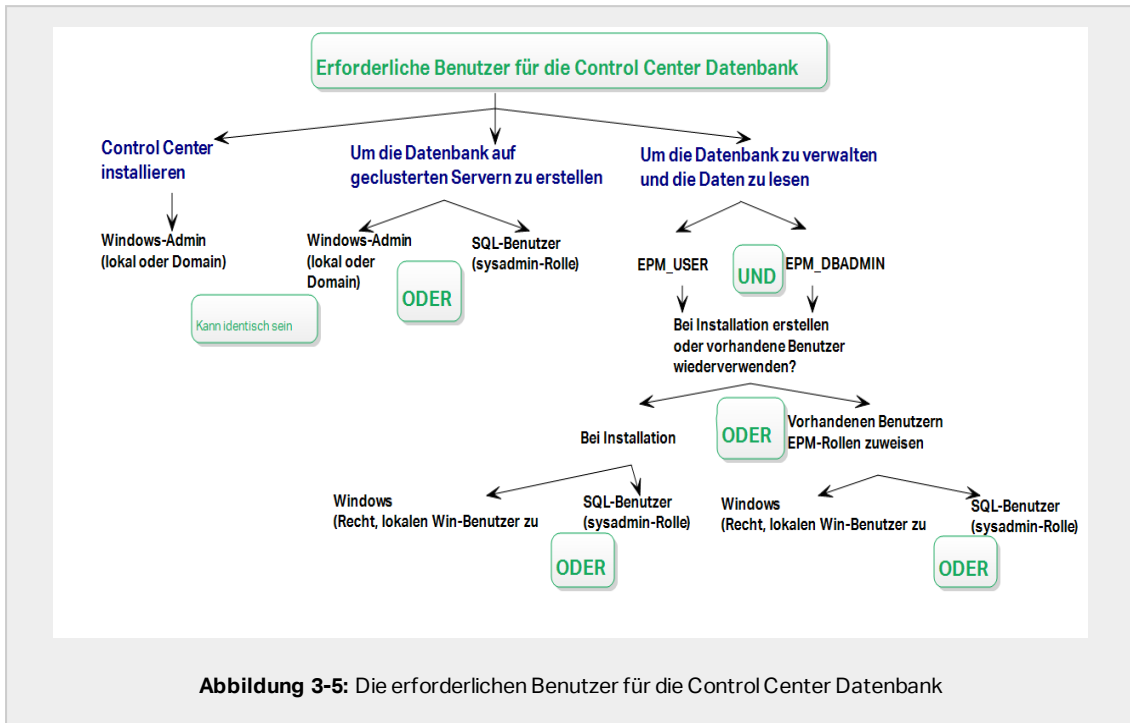 Erforderliche Benutzer für die Control Center Datenbank
Control Center
installieren
Um die Datenbank auf
geclusterten Servern zu erstellen
Um die Datenbank zu verwalten
und die Daten zu lesen
Windows-Admin
(lokal oder Domain)
Windows-Admin
(lokal oder
Domain)
ODER
SQL-Benutzer
(sysadmin-Rolle)
Kann identisch sein
EPM_USER
UND
EPM_DBADMIN
Bei Installation erstellen
oder vorhandene Benutzer
wiederverwenden?
Bei Installation
ODER
Vorhandenen Benutzern
EPM-Rollen zuweisen
Windows
(Recht, lokalen Win-Benutzer zu
ODER
SQL-Benutzer
(sysadmin-Rolle)
Windows
(Recht, lokalen Win-Benutzer zu
ODER
SQL-Benutzer
(sysadmin-Rolle)
Abbildung 3-5: Die erforderlichen Benutzer für die Control Center Datenbank